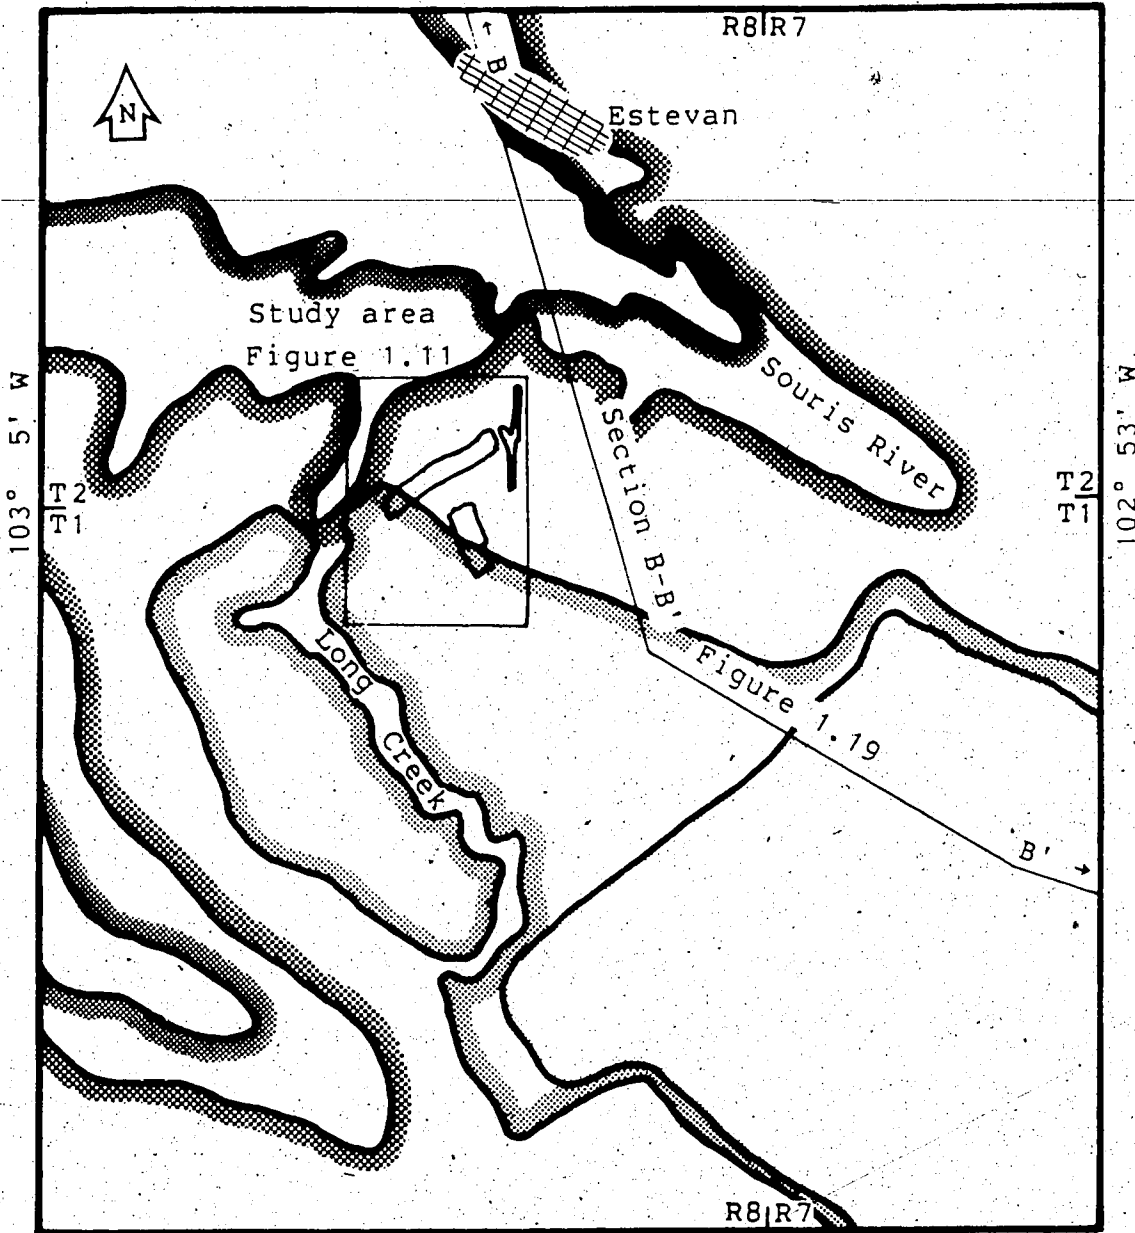 R8|R7
B
N
Estevan
Study area
Figure 1.11
Souris River
Section B-B'
103° 5' W
102° 53' W
T2
T1
T2
T1
Long
Creek
Figure 1.19
B'
R8|R7